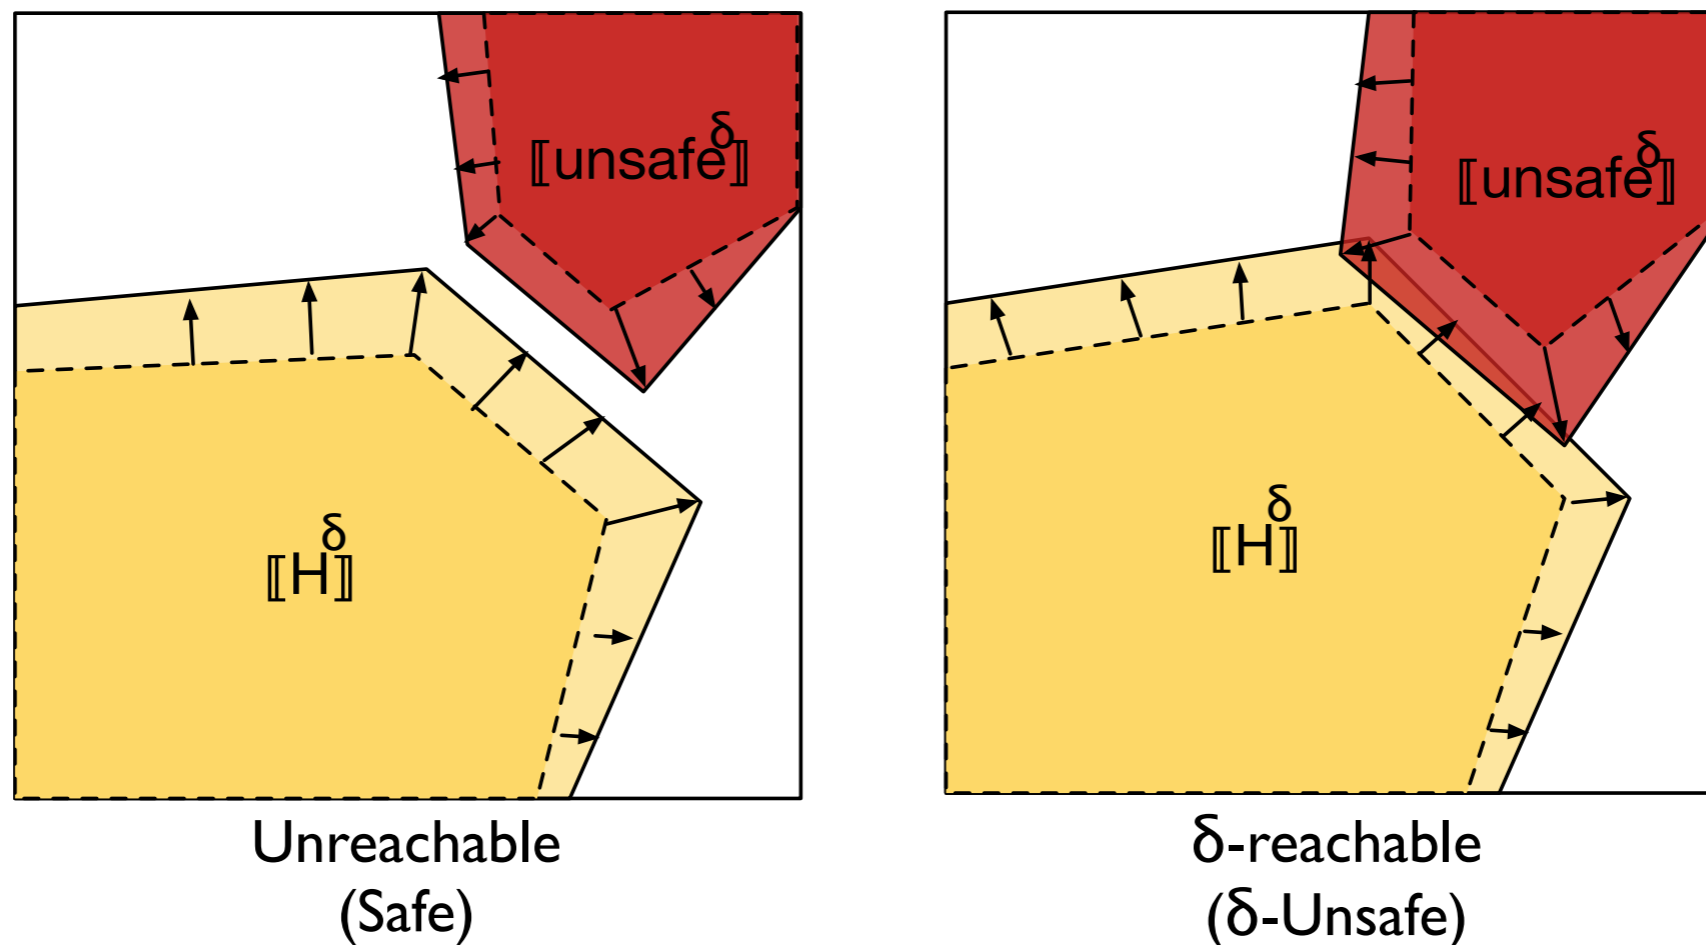 ⟦unsafe⟧δ
⟦H⟧δ
Unreachable
(Safe)
⟦unsafe⟧δ
⟦H⟧δ
δ-reachable
(δ-Unsafe)